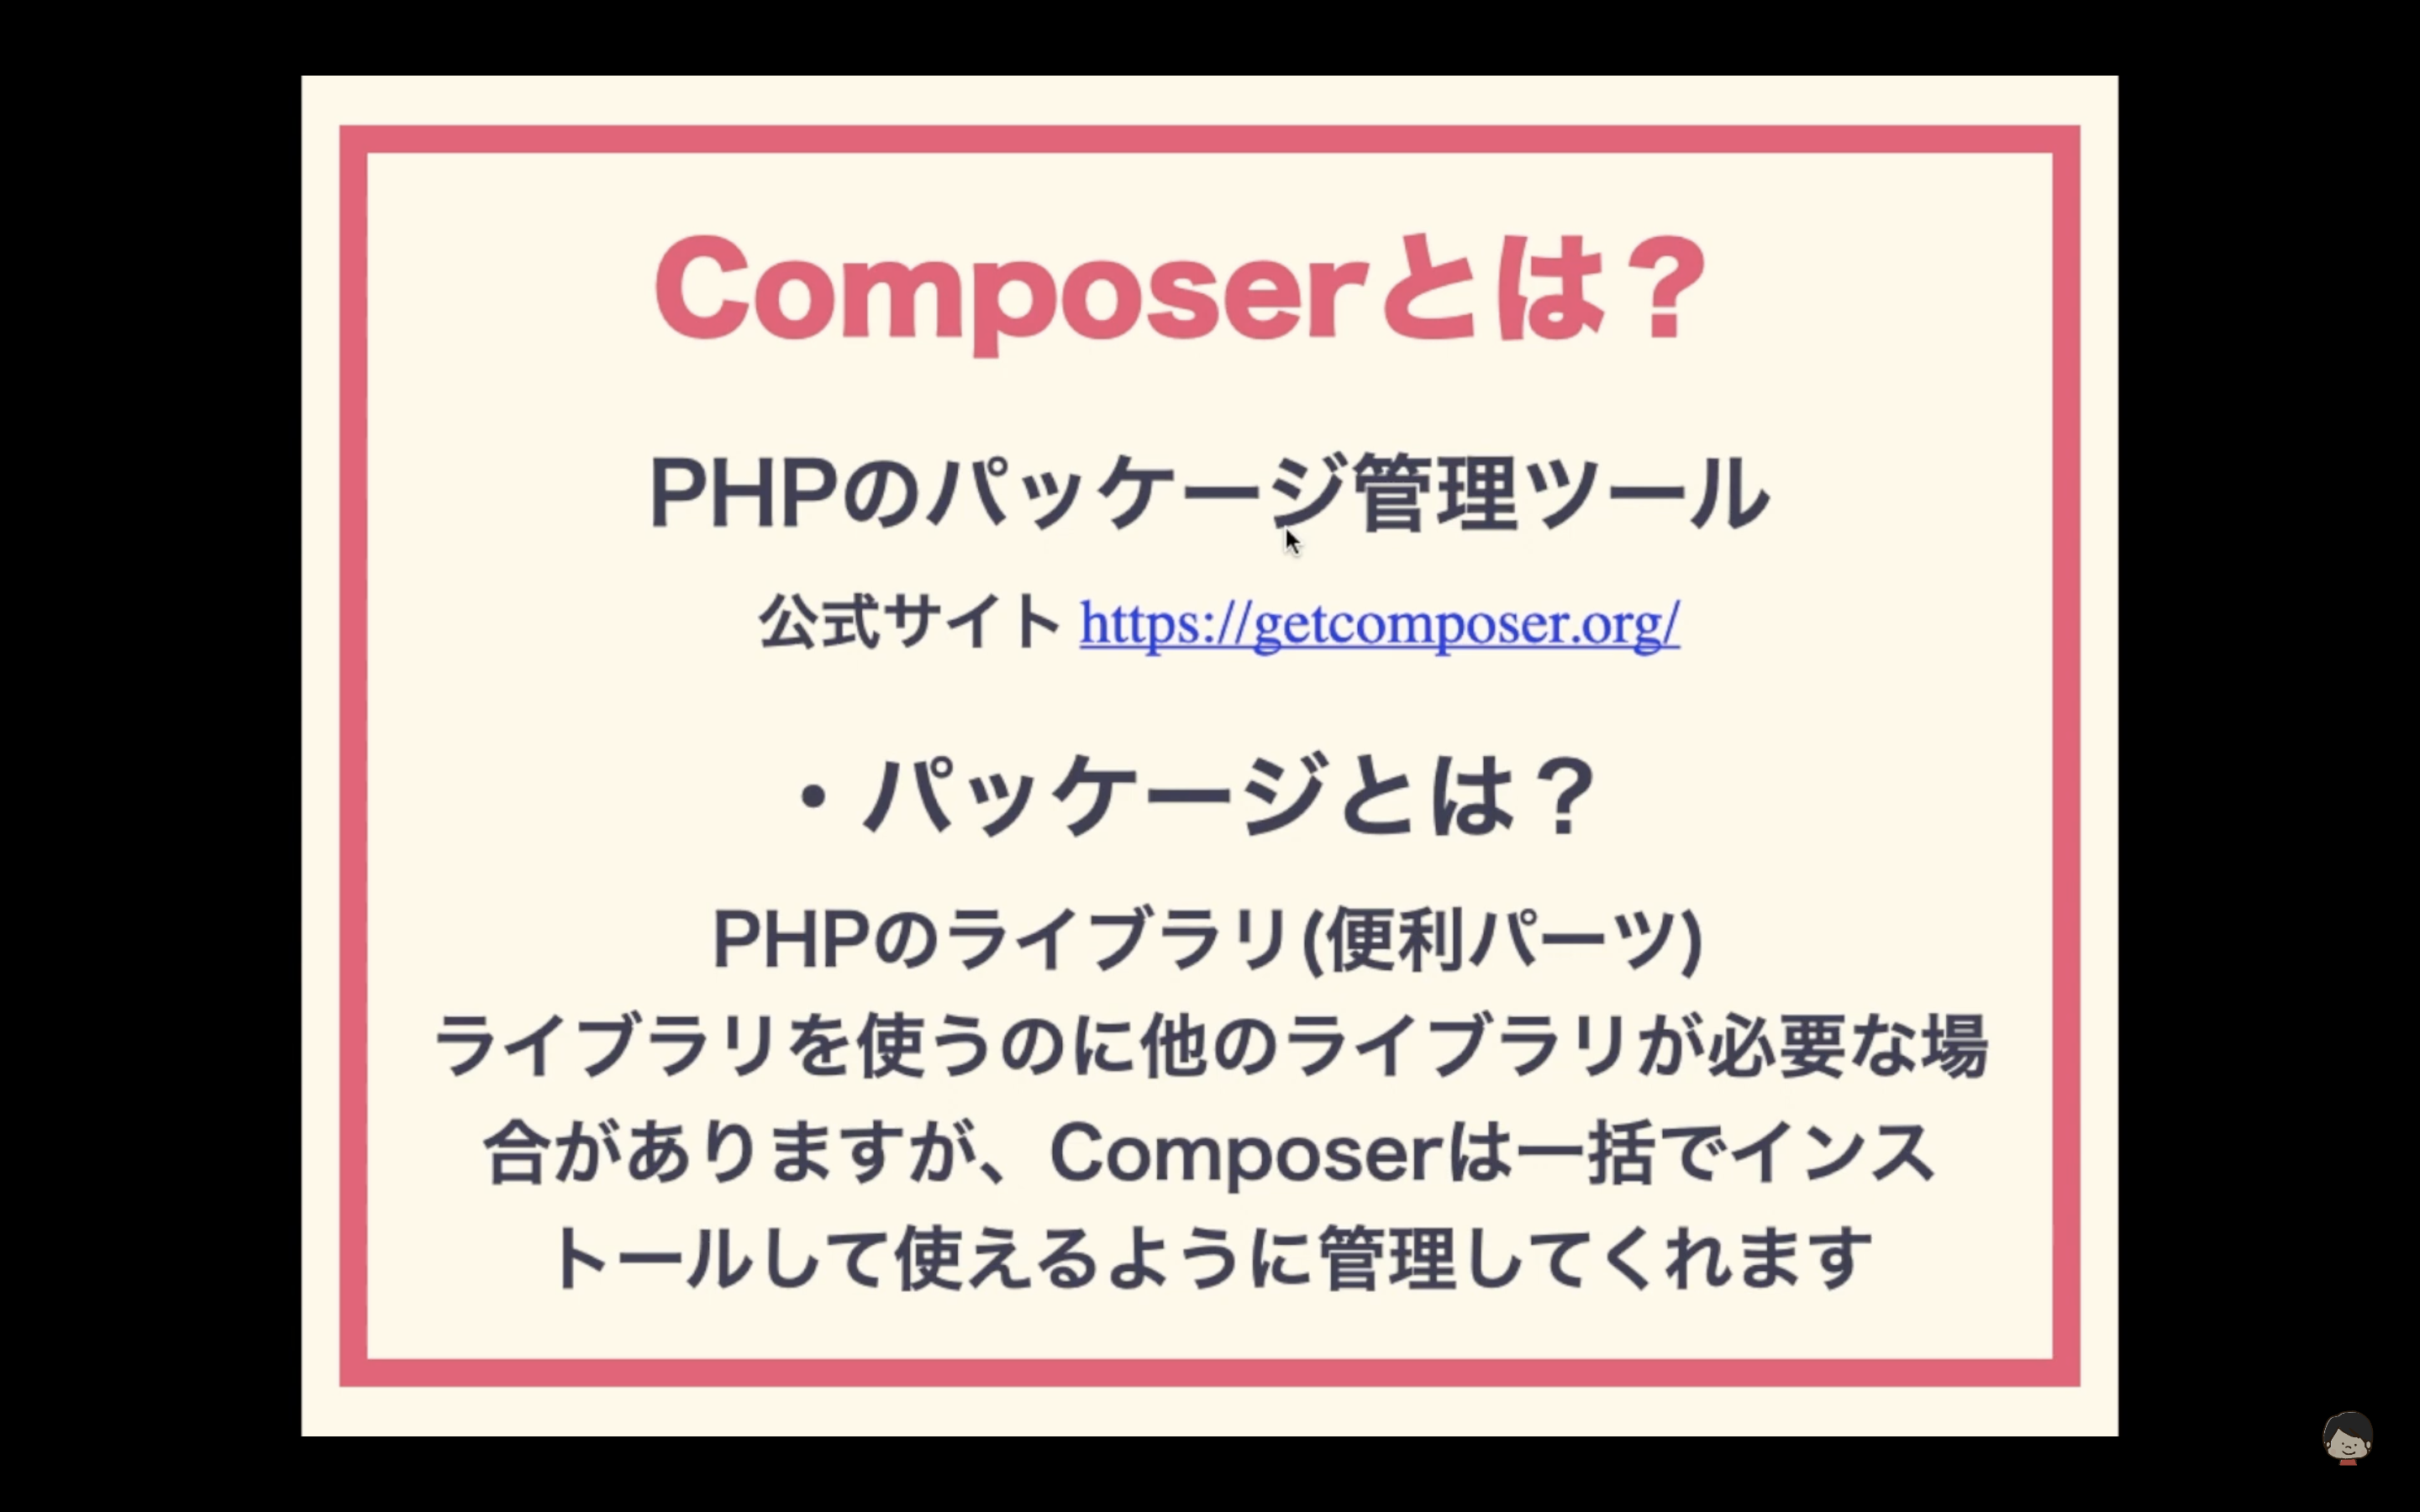 Composerとは？
PHPのパッケージ管理ツール
公式サイト https://getcomposer.org/
・パッケージとは？
PHPのライブラリ(便利パーツ)
ライブラリを使うのに他のライブラリが必要な場
合がありますが、Composerは一括でインス
トールして使えるように管理してくれます